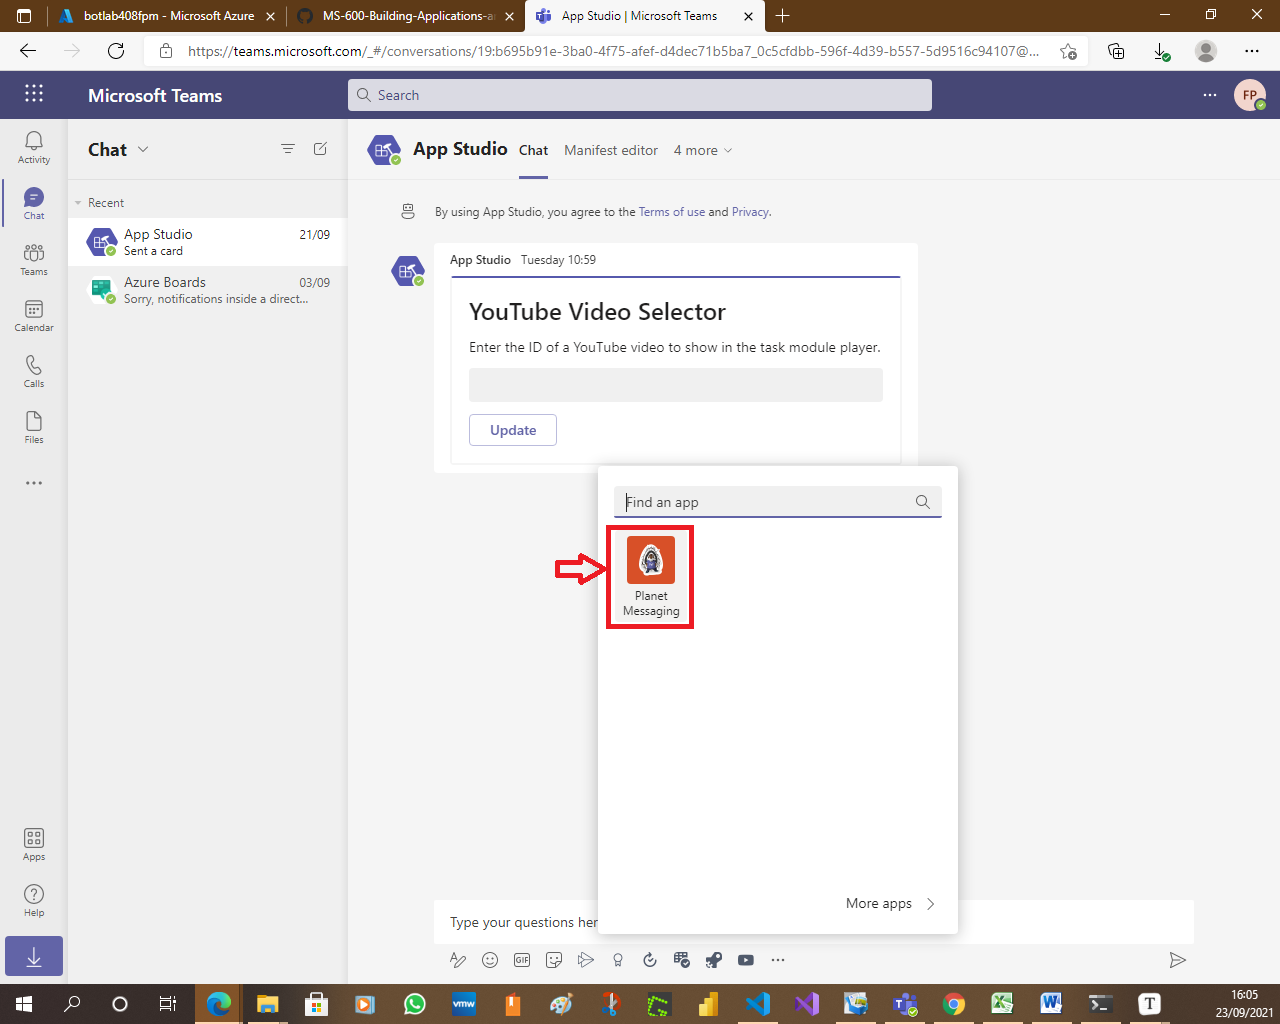 botlab408fpm - Microsoft Azure
MS-600-Building-Applications-a
App Studio | Microsoft Teams
https://teams.microsoft.com/_#/conversations/19:b695b91e-3ba0-4f75-afef-d4dec71b5ba7_0c5cfdbb-596f-4d39-b557-5d9516c94107@...
Microsoft Teams
Search
FP
Activity
Chat
Teams
Calendar
Calls
Files
Apps
Help
Chat
Recent
App Studio 21/09
Sent a card
Azure Boards 03/09
Sorry, notifications inside a direct...
App Studio Chat Manifest editor 4 more
By using App Studio, you agree to the Terms of use and Privacy.
App Studio Tuesday 10:59
YouTube Video Selector
Enter the ID of a YouTube video to show in the task module player.
Update
Find an app
Planet
Messaging
More apps
Type your questions her
GIF
vmw
T
16:05
23/09/2021